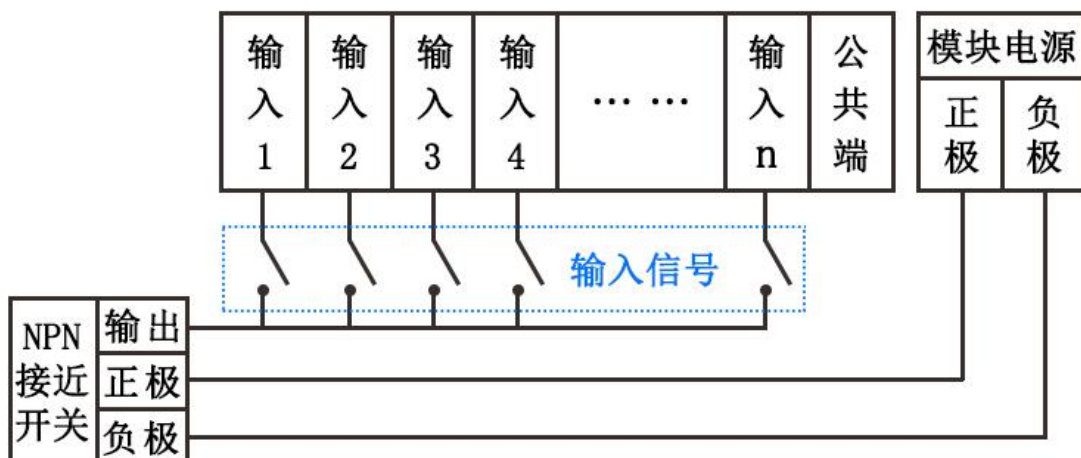 输入1
输入2
输入3
输入4
… …
输入n
公共端
模块电源
正极
负极
输入信号
NPN接近开关
输出
正极
负极